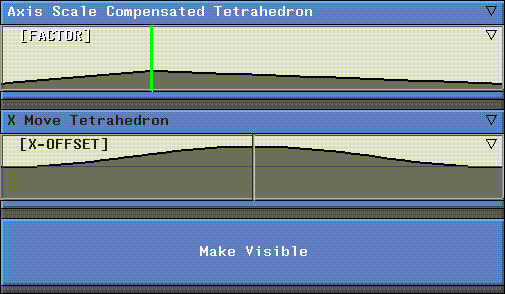 Axis Scale Compensated Tetrahedron
[FACTOR]
X Move Tetrahedron
[X-OFFSET]
Make Visible